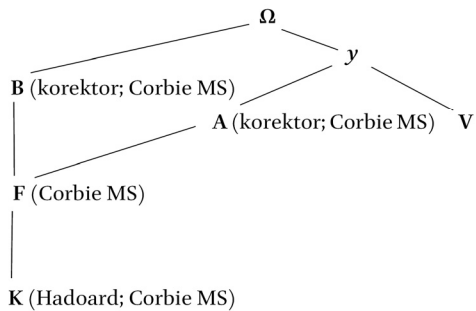 Ω
y
B (korektor; Corbie MS)
A (korektor; Corbie MS) V
F (Corbie MS)
K (Hadoard; Corbie MS)